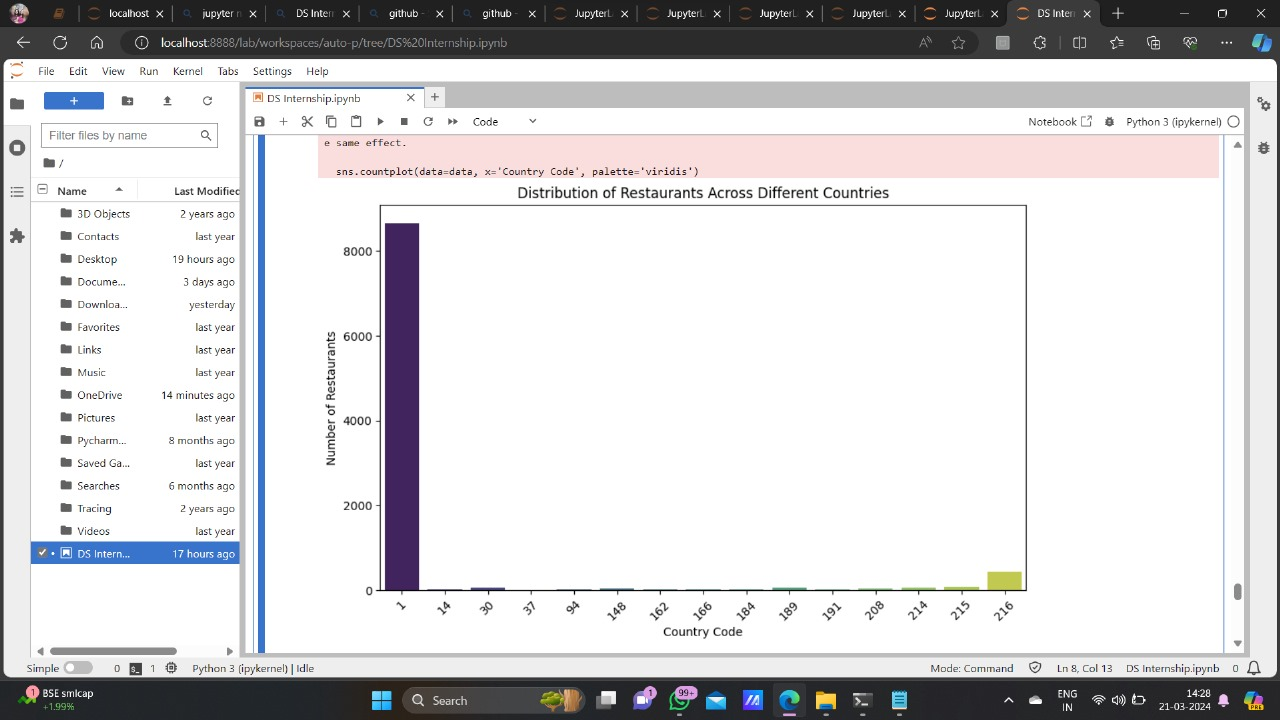 localhost
jupyter n
DS Intern
github -
github -
JupyterLa
JupyterLa
JupyterLa
JupyterLa
JupyterLa
DS Intern
localhost:8888/lab/workspaces/auto-p/tree/DS%20Internship.ipynb
File Edit View Run Kernel Tabs Settings Help
DS Internship.ipynb
Filter files by name
Code
Notebook
Python 3 (ipykernel)
/
Name Last Modified
3D Objects 2 years ago
Contacts last year
Desktop 19 hours ago
Docume... 3 days ago
Downloa... yesterday
Favorites last year
Links last year
Music last year
OneDrive 14 minutes ago
Pictures last year
Pycharm... 8 months ago
Saved Ga... last year
Searches 6 months ago
Tracing 2 years ago
Videos last year
DS Intern... 17 hours ago
e same effect.
sns.countplot(data=data, x='Country Code', palette='viridis')
Distribution of Restaurants Across Different Countries
Number of Restaurants
8000
6000
4000
2000
0
1 14 30 37 94 148 162 166 184 189 191 208 214 215 216
Country Code
Simple 0 1 Python 3 (ipykernel) | Idle
Mode: Command Ln 8, Col 13 DS Internship.ipynb 0
1
BSE smlcap
+1.99%
Search
1
99+
ENG
IN
14:28
21-03-2024
PRE